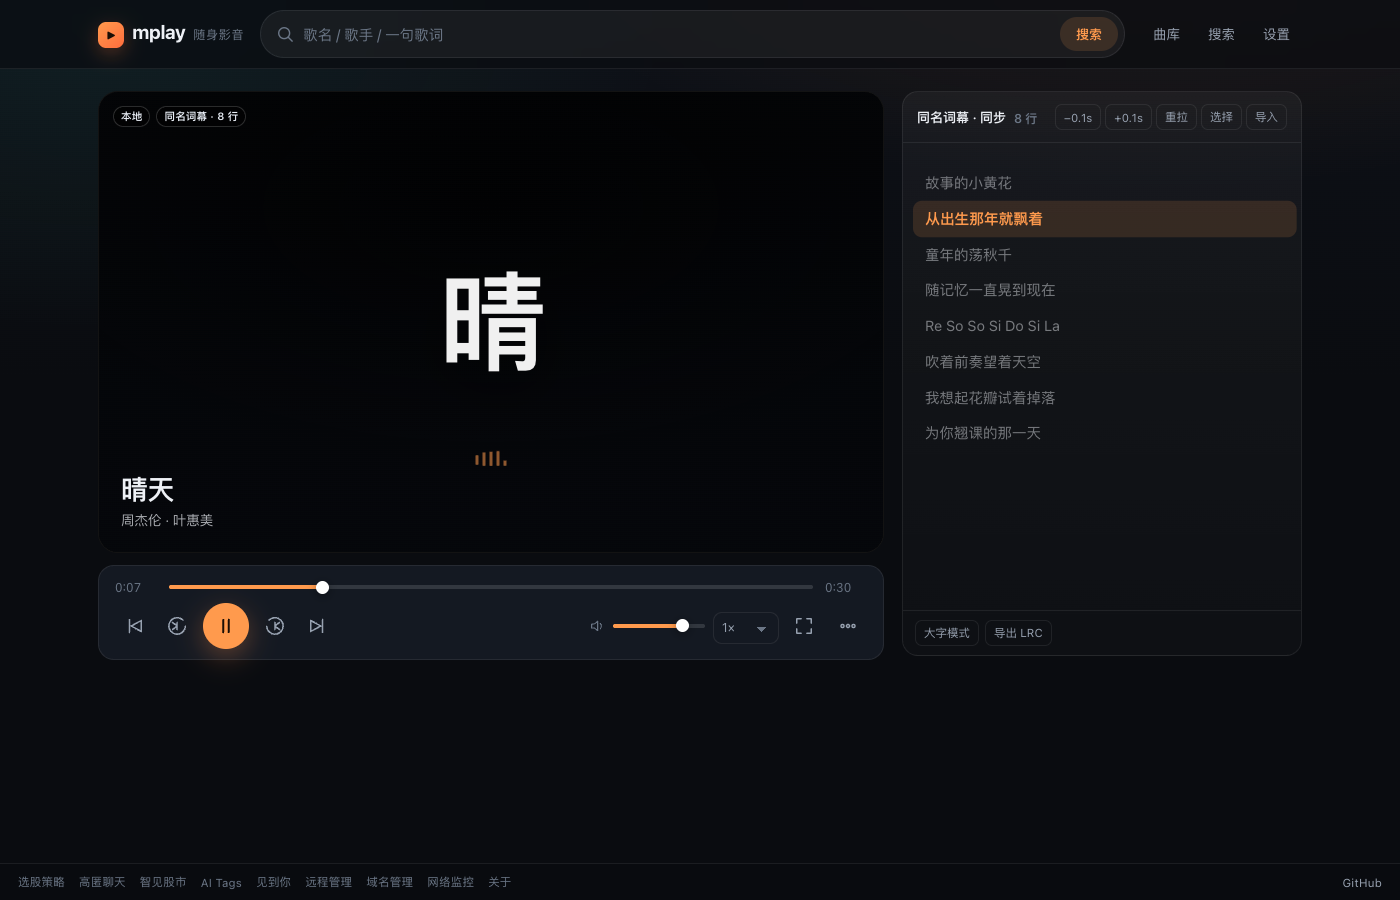 mplay 随身影音
歌名 / 歌手 / 一句歌词
搜索
曲库 搜索 设置
本地 同名词幕 · 8 行
晴
晴天
周杰伦 · 叶惠美
0:07 0:30
1×
同名词幕 · 同步 8 行 −0.1s +0.1s 重拉 选择 导入
故事的小黄花
从出生那年就飘着
童年的荡秋千
随记忆一直晃到现在
Re So So Si Do Si La
吹着前奏望着天空
我想起花瓣试着掉落
为你翘课的那一天
大字模式 导出 LRC
选股策略 高匿聊天 智见股市 AI Tags 见到你 远程管理 域名管理 网络监控 关于 GitHub